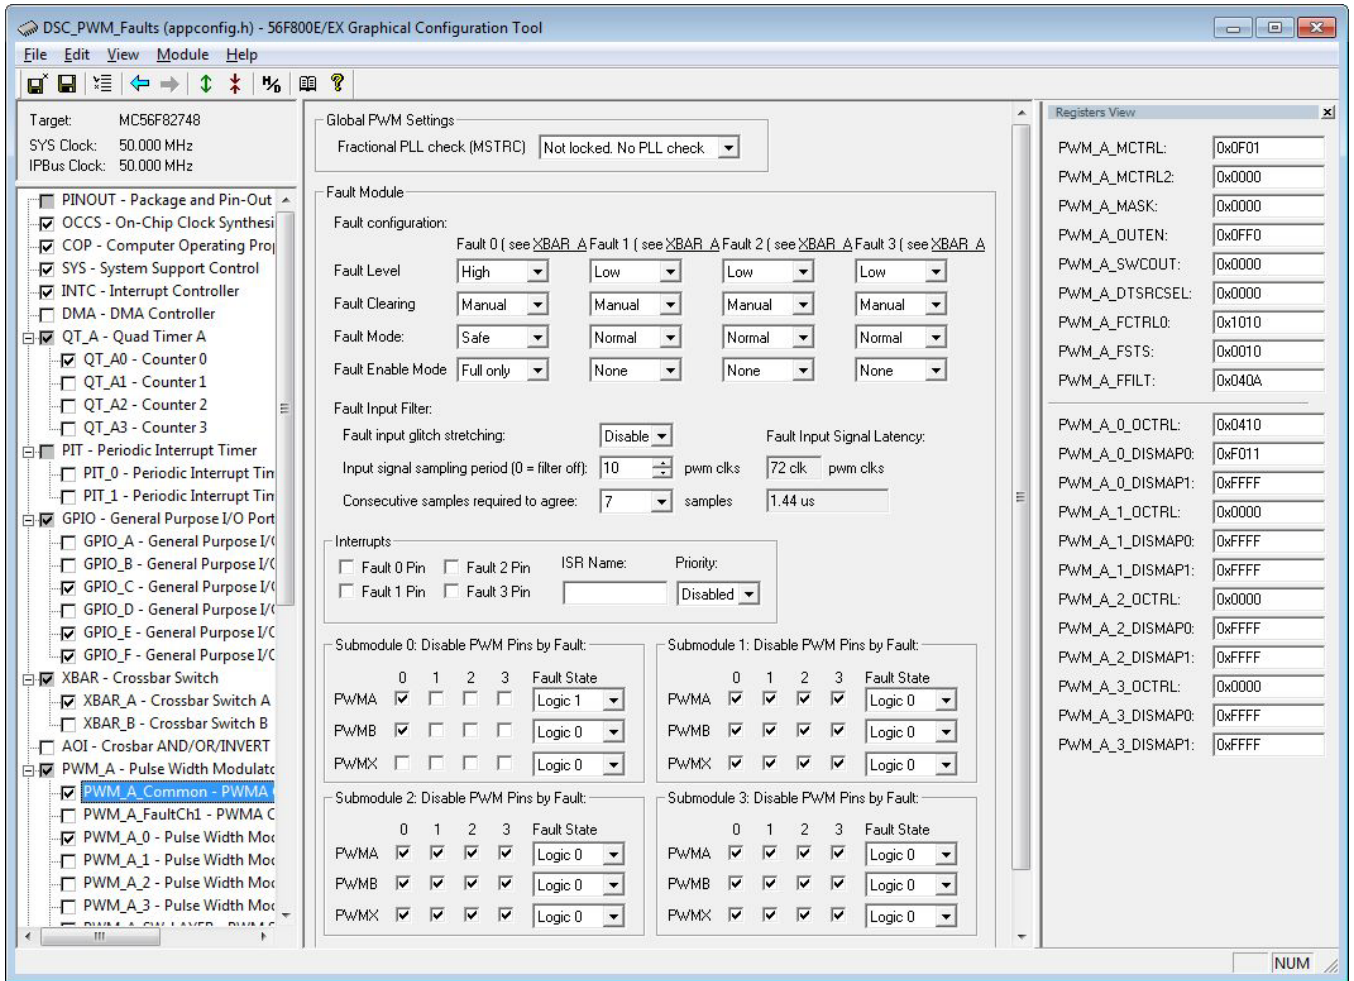 DSC_PWM_Faults (appconfig.h) - 56F800E/EX Graphical Configuration Tool
File Edit View Module Help
Target: MC56F82748
SYS Clock: 50.000 MHz
IPBus Clock: 50.000 MHz
PINOUT - Package and Pin-Out
OCCS - On-Chip Clock Synthesi
COP - Computer Operating Pro
SYS - System Support Control
INTC - Interrupt Controller
DMA - DMA Controller
QT_A - Quad Timer A
QT_A0 - Counter 0
QT_A1 - Counter 1
QT_A2 - Counter 2
QT_A3 - Counter 3
PIT - Periodic Interrupt Timer
PIT_0 - Periodic Interrupt Tim
PIT_1 - Periodic Interrupt Tim
GPIO - General Purpose I/O Port
GPIO_A - General Purpose I/O
GPIO_B - General Purpose I/O
GPIO_C - General Purpose I/O
GPIO_D - General Purpose I/O
GPIO_E - General Purpose I/O
GPIO_F - General Purpose I/O
XBAR - Crossbar Switch
XBAR_A - Crossbar Switch A
XBAR_B - Crossbar Switch B
AOI - Crosbar AND/OR/INVERT
PWM_A - Pulse Width Modulato
PWM_A_Common - PWMA
PWM_A_FaultCh1 - PWMA C
PWM_A_0 - Pulse Width Mod
PWM_A_1 - Pulse Width Mod
PWM_A_2 - Pulse Width Mod
PWM_A_3 - Pulse Width Mod
Global PWM Settings
Fractional PLL check (MSTRC) Not locked. No PLL check
Fault Module
Fault configuration:
Fault 0 ( see XBAR_A Fault 1 ( see XBAR_A Fault 2 ( see XBAR_A Fault 3 ( see XBAR_A
Fault Level High Low Low Low
Fault Clearing Manual Manual Manual Manual
Fault Mode: Safe Normal Normal Normal
Fault Enable Mode Full only None None None
Fault Input Filter:
Fault input glitch stretching: Disable Fault Input Signal Latency:
Input signal sampling period (0 = filter off): 10 pwm clks 72 clk pwm clks
Consecutive samples required to agree: 7 samples 1.44 us
Interrupts
Fault 0 Pin Fault 2 Pin ISR Name: Priority:
Fault 1 Pin Fault 3 Pin Disabled
Submodule 0: Disable PWM Pins by Fault:
0 1 2 3 Fault State
PWMA Logic 1
PWMB Logic 0
PWMX Logic 0
Submodule 1: Disable PWM Pins by Fault:
0 1 2 3 Fault State
PWMA Logic 0
PWMB Logic 0
PWMX Logic 0
Submodule 2: Disable PWM Pins by Fault:
0 1 2 3 Fault State
PWMA Logic 0
PWMB Logic 0
PWMX Logic 0
Submodule 3: Disable PWM Pins by Fault:
0 1 2 3 Fault State
PWMA Logic 0
PWMB Logic 0
PWMX Logic 0
Registers View
PWM_A_MCTRL: 0x0F01
PWM_A_MCTRL2: 0x0000
PWM_A_MASK: 0x0000
PWM_A_OUTEN: 0x0FF0
PWM_A_SWCOUT: 0x0000
PWM_A_DTSRCSEL: 0x0000
PWM_A_FCTRL0: 0x1010
PWM_A_FSTS: 0x0010
PWM_A_FFILT: 0x040A
PWM_A_0_OCTRL: 0x0410
PWM_A_0_DISMAP0: 0xF011
PWM_A_0_DISMAP1: 0xFFFF
PWM_A_1_OCTRL: 0x0000
PWM_A_1_DISMAP0: 0xFFFF
PWM_A_1_DISMAP1: 0xFFFF
PWM_A_2_OCTRL: 0x0000
PWM_A_2_DISMAP0: 0xFFFF
PWM_A_2_DISMAP1: 0xFFFF
PWM_A_3_OCTRL: 0x0000
PWM_A_3_DISMAP0: 0xFFFF
PWM_A_3_DISMAP1: 0xFFFF
NUM